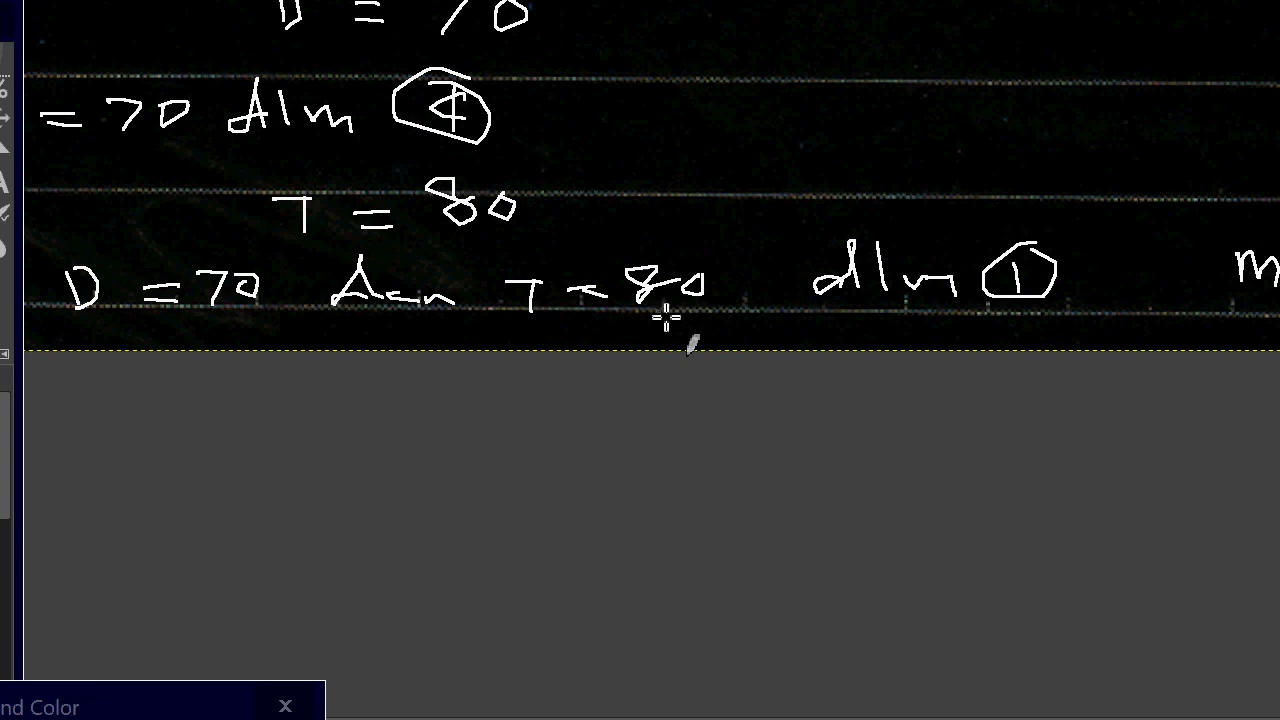 D = 70
= 70 dlm ④
T = 80
D = 70 dan T = 80 dlm ① m
nd Color